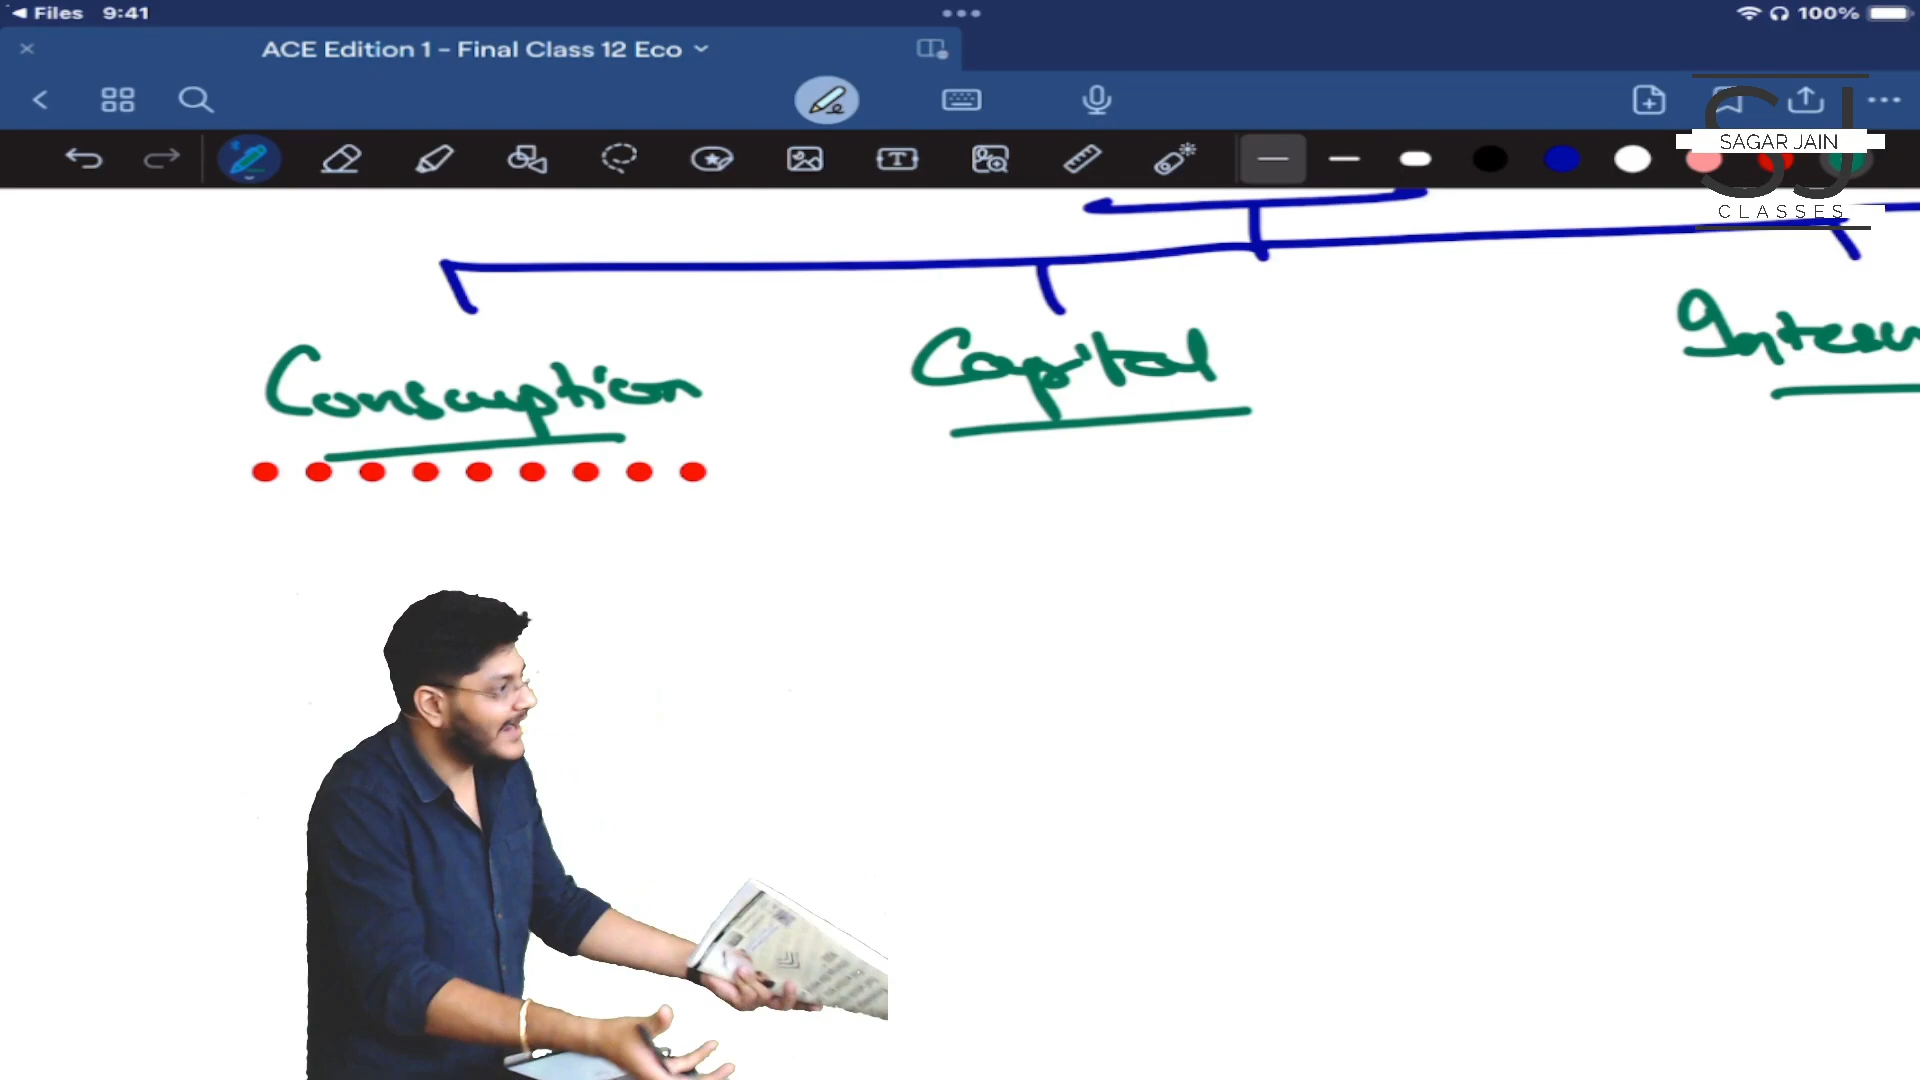 Files 9:41
100%
ACE Edition 1 - Final Class 12 Eco
SAGAR JAIN
CLASSES
Consumption
Capital